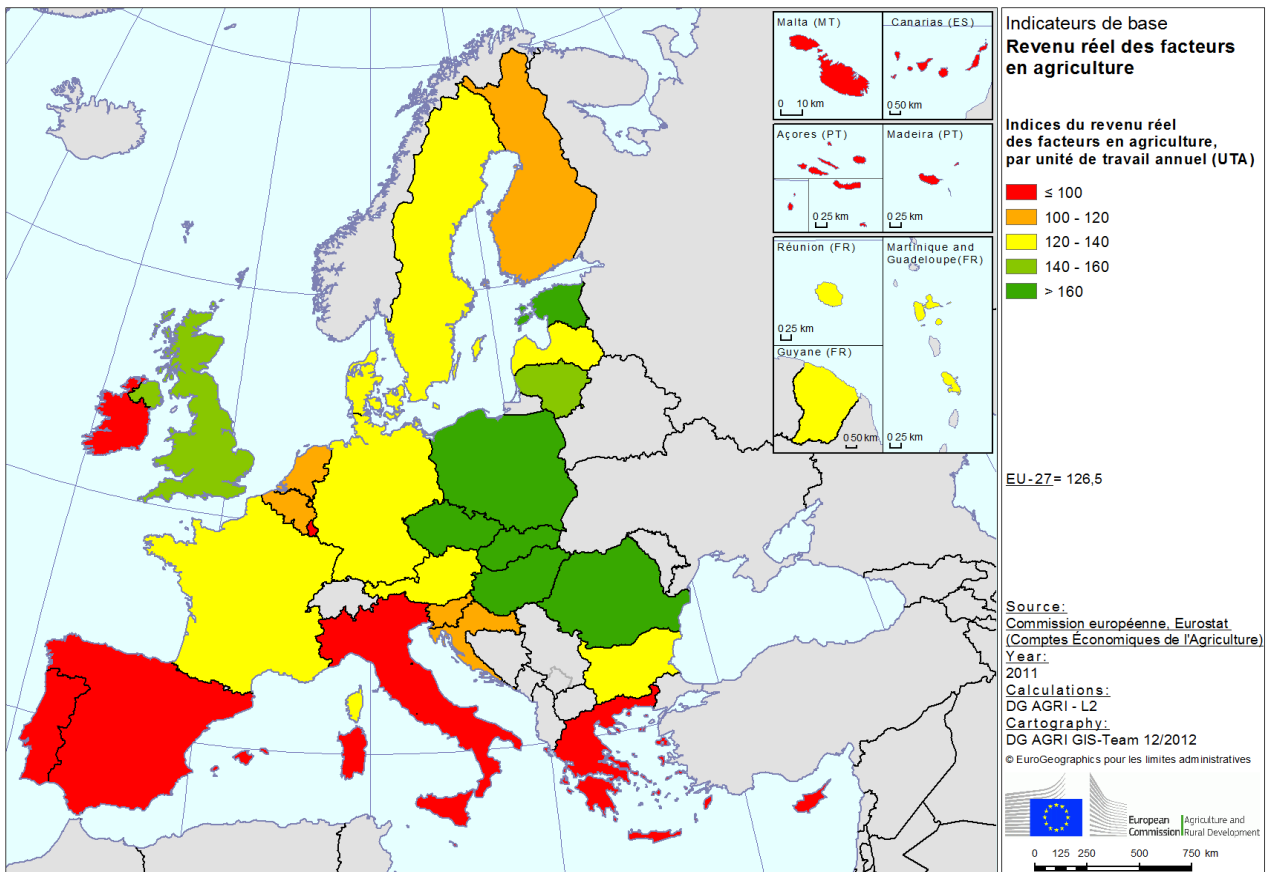 Malta (MT)
0 10 km
Canarias (ES)
0 50 km
Açores (PT)
0 25 km
Madeira (PT)
0 25 km
Réunion (FR)
0 25 km
Martinique and
Guadeloupe(FR)
0 25 km
Guyane (FR)
0 50 km
Indicateurs de base
Revenu réel des facteurs
en agriculture
Indices du revenu réel
des facteurs en agriculture,
par unité de travail annuel (UTA)
≤ 100
100 - 120
120 - 140
140 - 160
> 160
EU-27= 126,5
Source:
Commission européenne, Eurostat
(Comptes Économiques de l'Agriculture)
Year:
2011
Calculations:
DG AGRI - L2
Cartography:
DG AGRI GIS-Team 12/2012
© EuroGeographics pour les limites administratives
European
Commission
Agriculture and
Rural Development
0 125 250 500 750 km